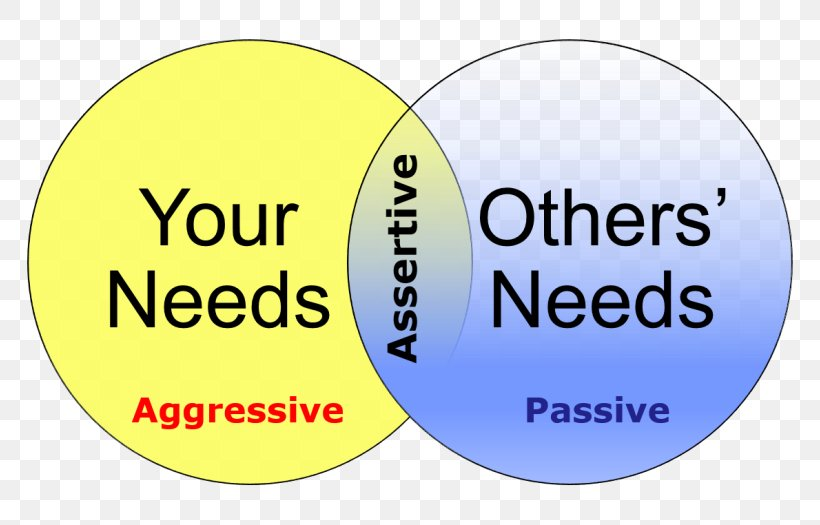 Your
Needs
Aggressive
Assertive
Others’
Needs
Passive